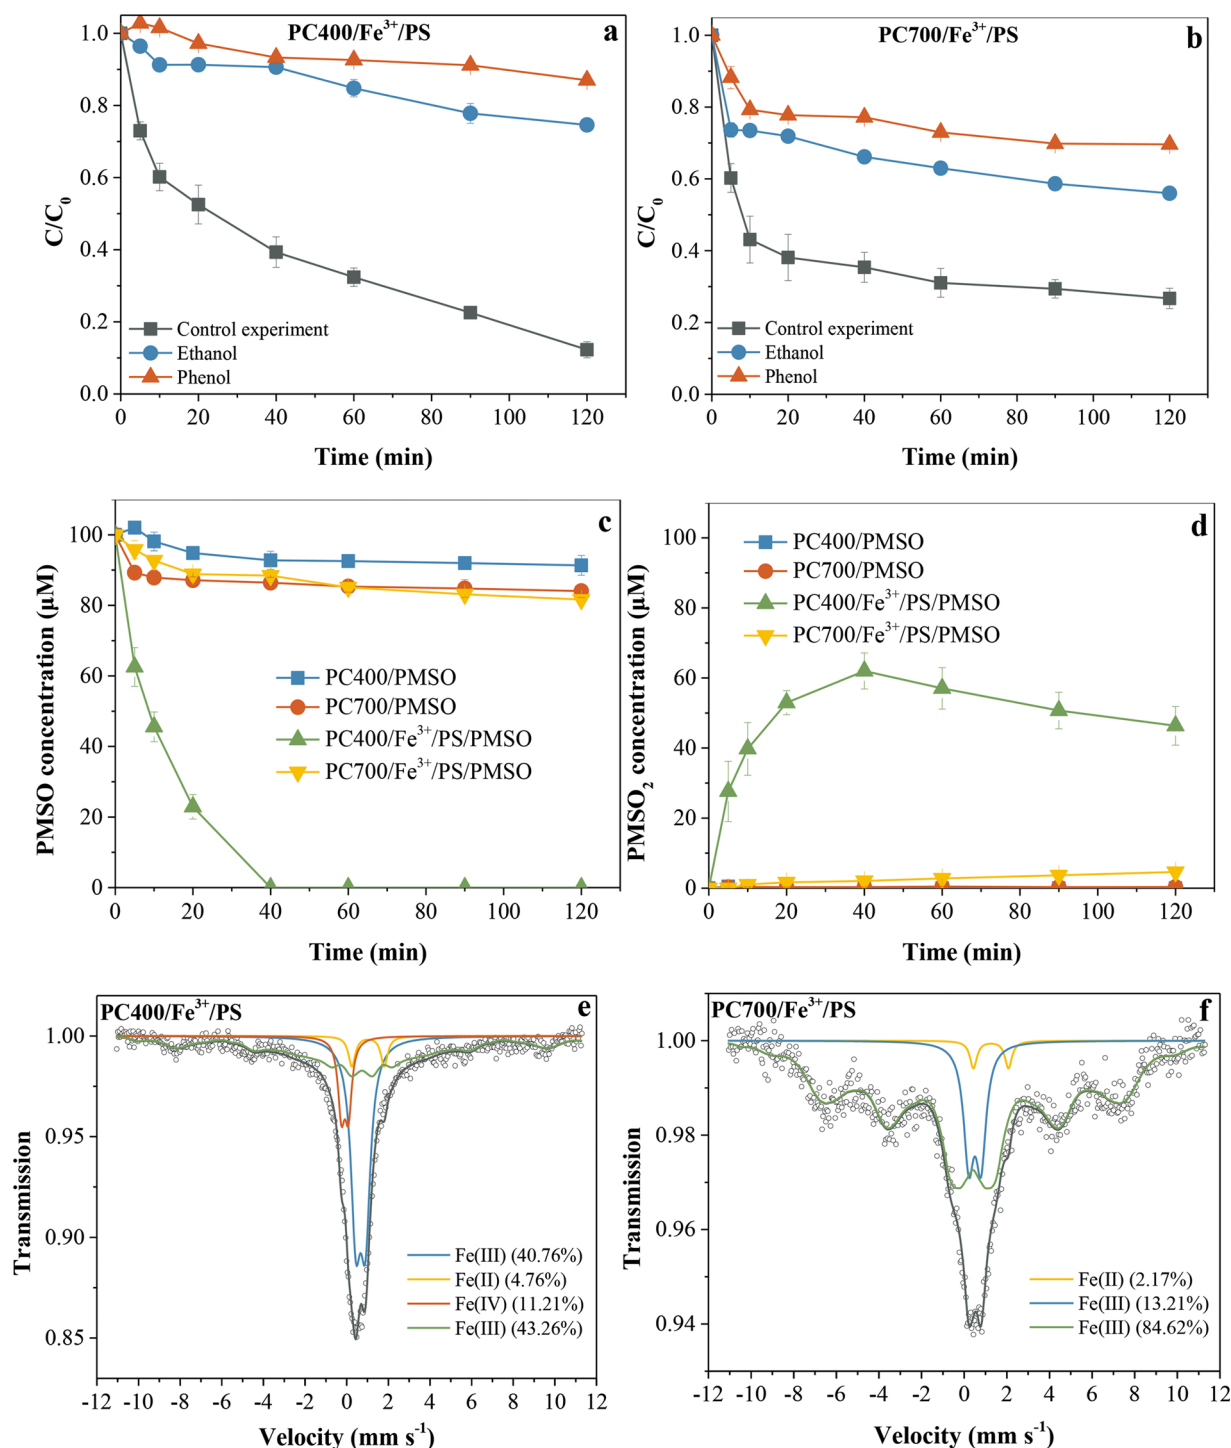 PC400/Fe³⁺/PS
a
1.0
0.8
0.6
0.4
0.2
0.0
C/C₀
Control experiment
Ethanol
Phenol
0 20 40 60 80 100 120
Time (min)
PC700/Fe³⁺/PS
b
1.0
0.8
0.6
0.4
0.2
0.0
C/C₀
Control experiment
Ethanol
Phenol
0 20 40 60 80 100 120
Time (min)
c
100
80
60
40
20
0
PMSO concentration (μM)
PC400/PMSO
PC700/PMSO
PC400/Fe³⁺/PS/PMSO
PC700/Fe³⁺/PS/PMSO
0 20 40 60 80 100 120
Time (min)
d
100
80
60
40
20
0
PMSO₂ concentration (μM)
PC400/PMSO
PC700/PMSO
PC400/Fe³⁺/PS/PMSO
PC700/Fe³⁺/PS/PMSO
0 20 40 60 80 100 120
Time (min)
PC400/Fe³⁺/PS
e
1.00
0.95
0.90
0.85
Transmission
Fe(III) (40.76%)
Fe(II) (4.76%)
Fe(IV) (11.21%)
Fe(III) (43.26%)
-12 -10 -8 -6 -4 -2 0 2 4 6 8 10 12
Velocity (mm s⁻¹)
PC700/Fe³⁺/PS
f
1.00
0.98
0.96
0.94
Transmission
Fe(II) (2.17%)
Fe(III) (13.21%)
Fe(III) (84.62%)
-12 -10 -8 -6 -4 -2 0 2 4 6 8 10 12
Velocity (mm s⁻¹)